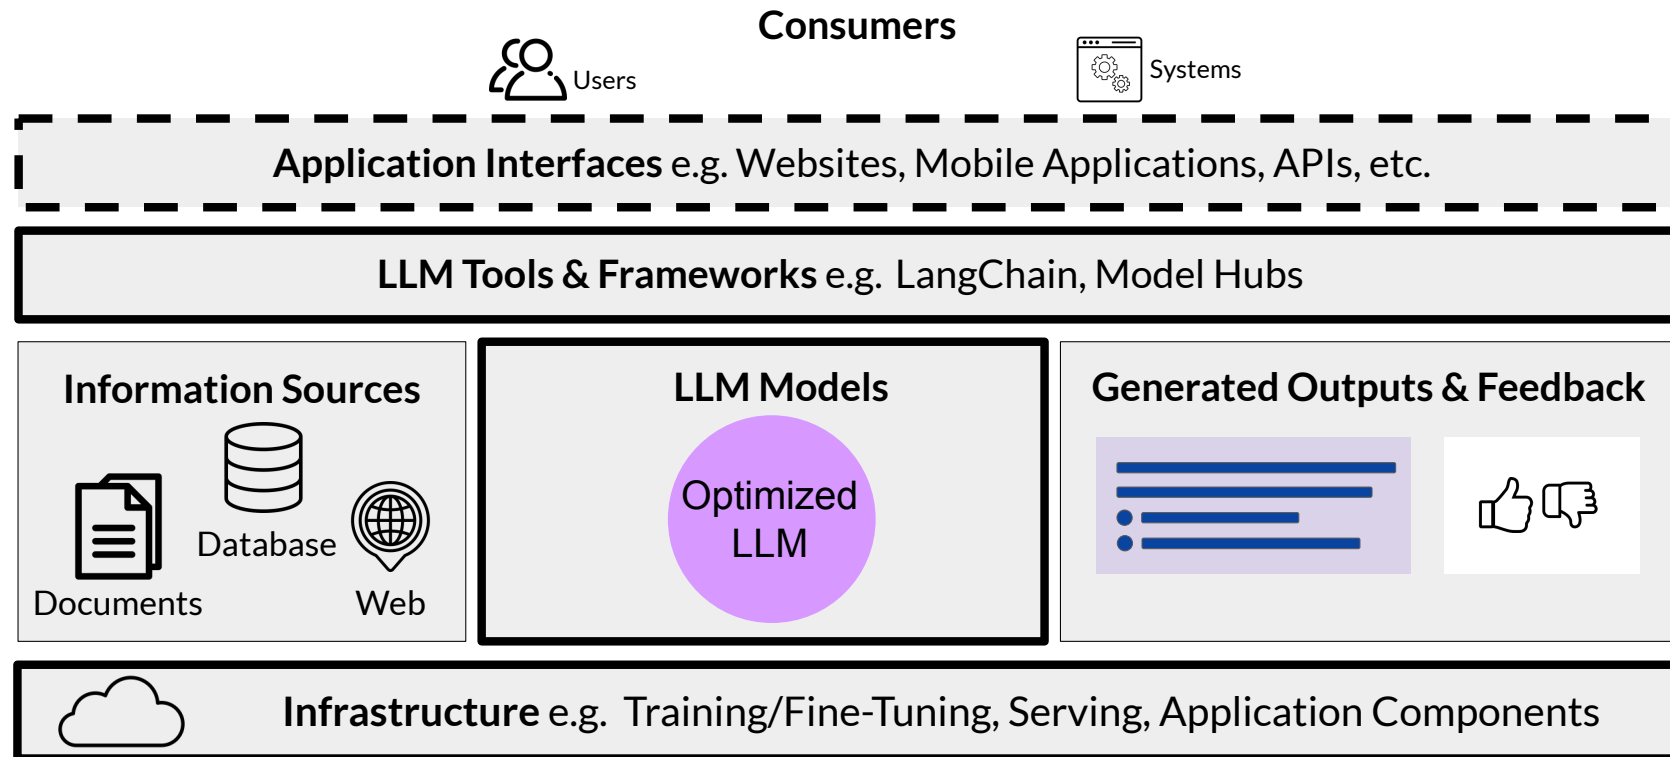 Consumers
Users
Systems
Application Interfaces e.g. Websites, Mobile Applications, APIs, etc.
LLM Tools & Frameworks e.g. LangChain, Model Hubs
Information Sources
Database
Documents
Web
LLM Models
Optimized
LLM
Generated Outputs & Feedback
Infrastructure e.g. Training/Fine-Tuning, Serving, Application Components